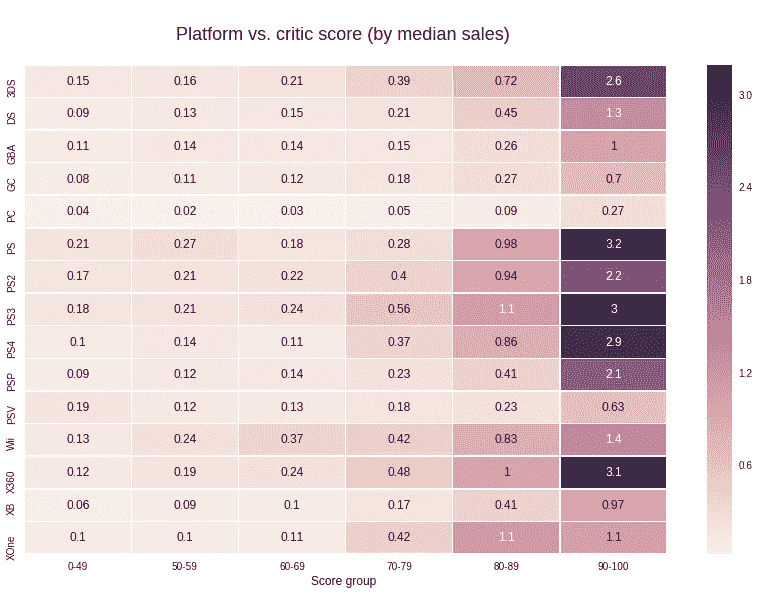 Platform vs. critic score (by median sales)
3DS 0.15 0.16 0.21 0.39 0.72 2.6
DS 0.09 0.13 0.15 0.21 0.45 1.3
GBA 0.11 0.14 0.14 0.15 0.26 1
GC 0.08 0.11 0.12 0.18 0.27 0.7
PC 0.04 0.02 0.03 0.05 0.09 0.27
PS 0.21 0.27 0.18 0.28 0.98 3.2
PS2 0.17 0.21 0.22 0.4 0.94 2.2
PS3 0.18 0.21 0.24 0.56 1.1 3
PS4 0.1 0.14 0.11 0.37 0.86 2.9
PSP 0.09 0.12 0.14 0.23 0.41 2.1
PSV 0.19 0.12 0.13 0.18 0.23 0.63
Wii 0.13 0.24 0.37 0.42 0.83 1.4
X360 0.12 0.19 0.24 0.48 1 3.1
XB 0.06 0.09 0.1 0.17 0.41 0.97
XOne 0.1 0.1 0.11 0.42 1.1 1.1
0-49 50-59 60-69 70-79 80-89 90-100
Score group
3.0
2.4
1.8
1.2
0.6